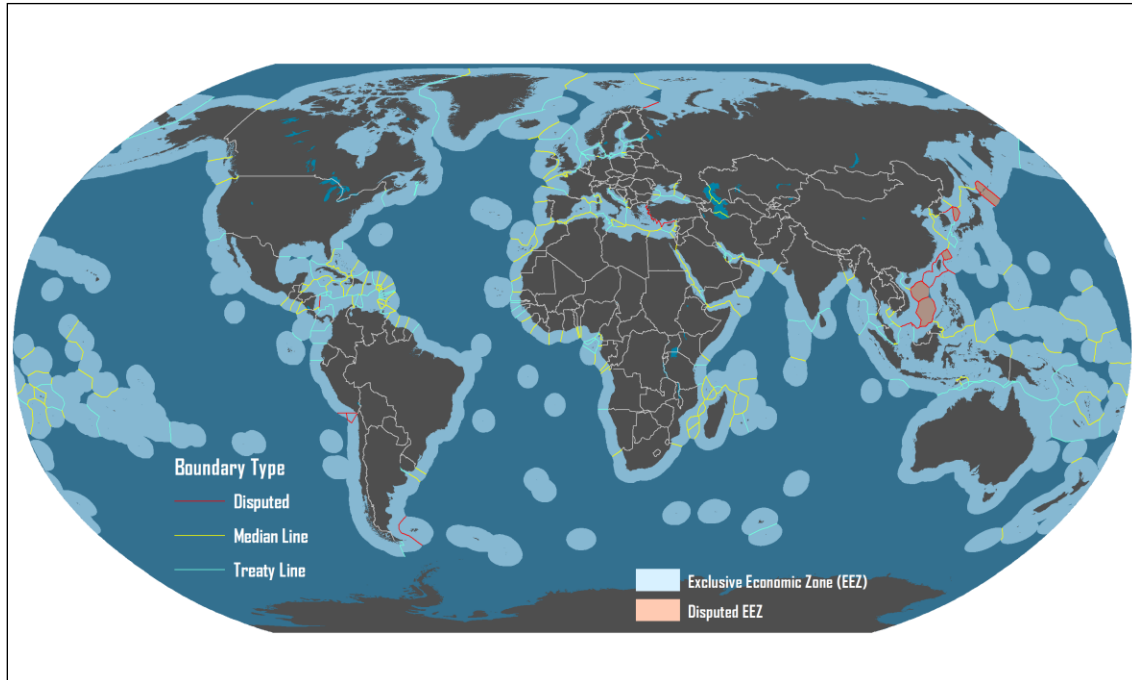 Boundary Type
Disputed
Median Line
Treaty Line
Exclusive Economic Zone (EEZ)
Disputed EEZ